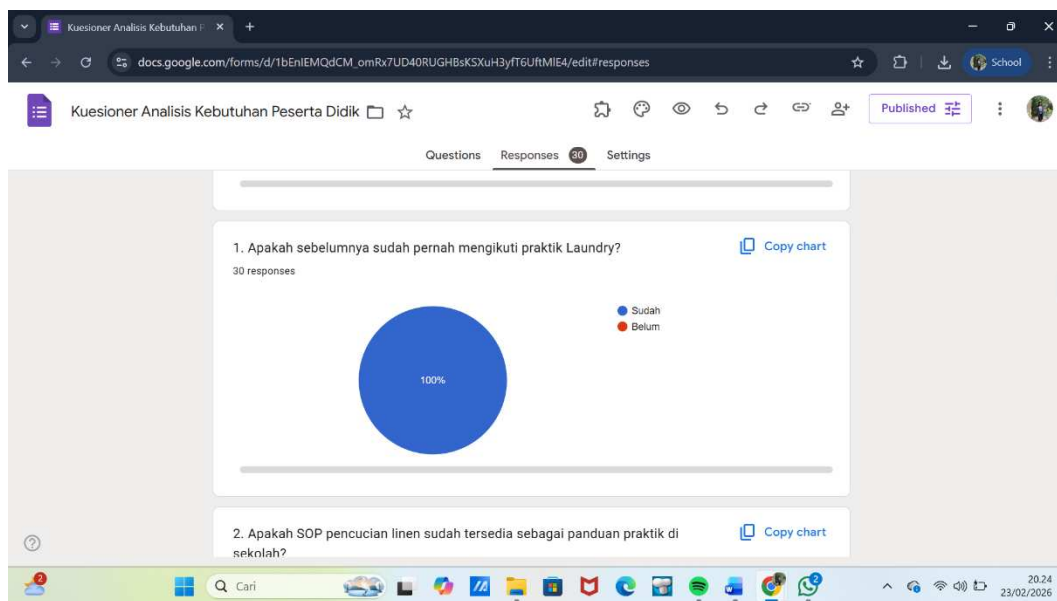 Kuesioner Analisis Kebutuhan P
docs.google.com/forms/d/1bEnIEMQdCM_omRx7UD40RUGHBsKSXuH3yfT6UftMlE4/edit#responses
School
Kuesioner Analisis Kebutuhan Peserta Didik
Published
Questions Responses 30 Settings
1. Apakah sebelumnya sudah pernah mengikuti praktik Laundry?
Copy chart
30 responses
Sudah
Belum
100%
2. Apakah SOP pencucian linen sudah tersedia sebagai panduan praktik di
sekolah?
Copy chart
2
Cari
2
20.24
23/02/2026